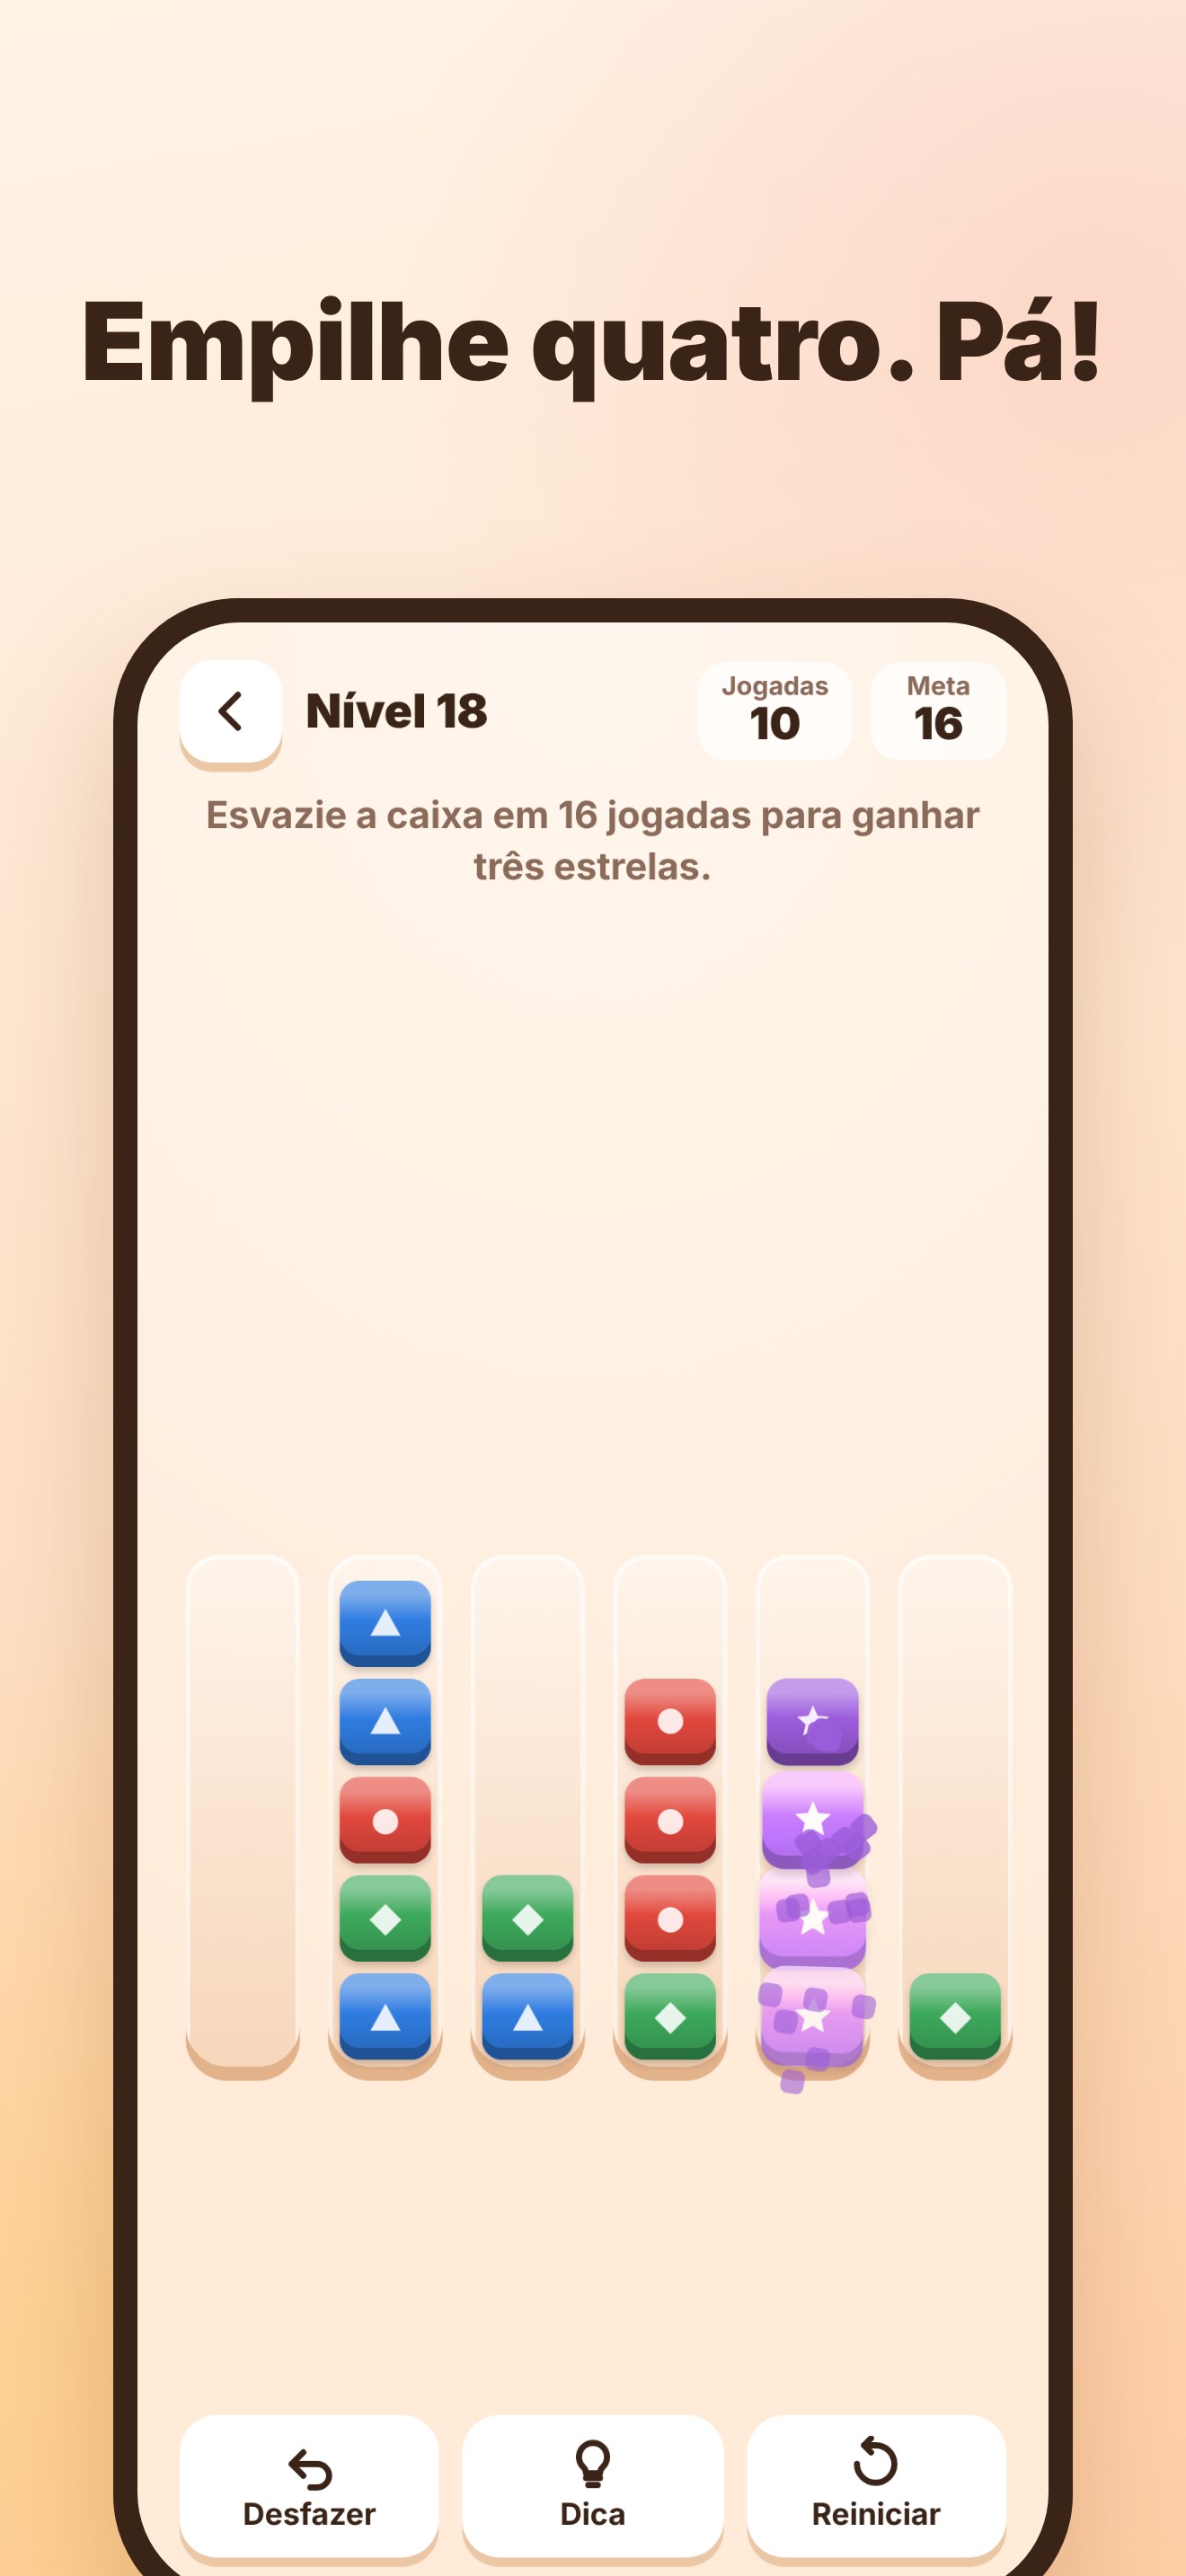 Empilhe quatro. Pá!
Nível 18
Jogadas
10
Meta
16
Esvazie a caixa em 16 jogadas para ganhar
três estrelas.
Desfazer
Dica
Reiniciar